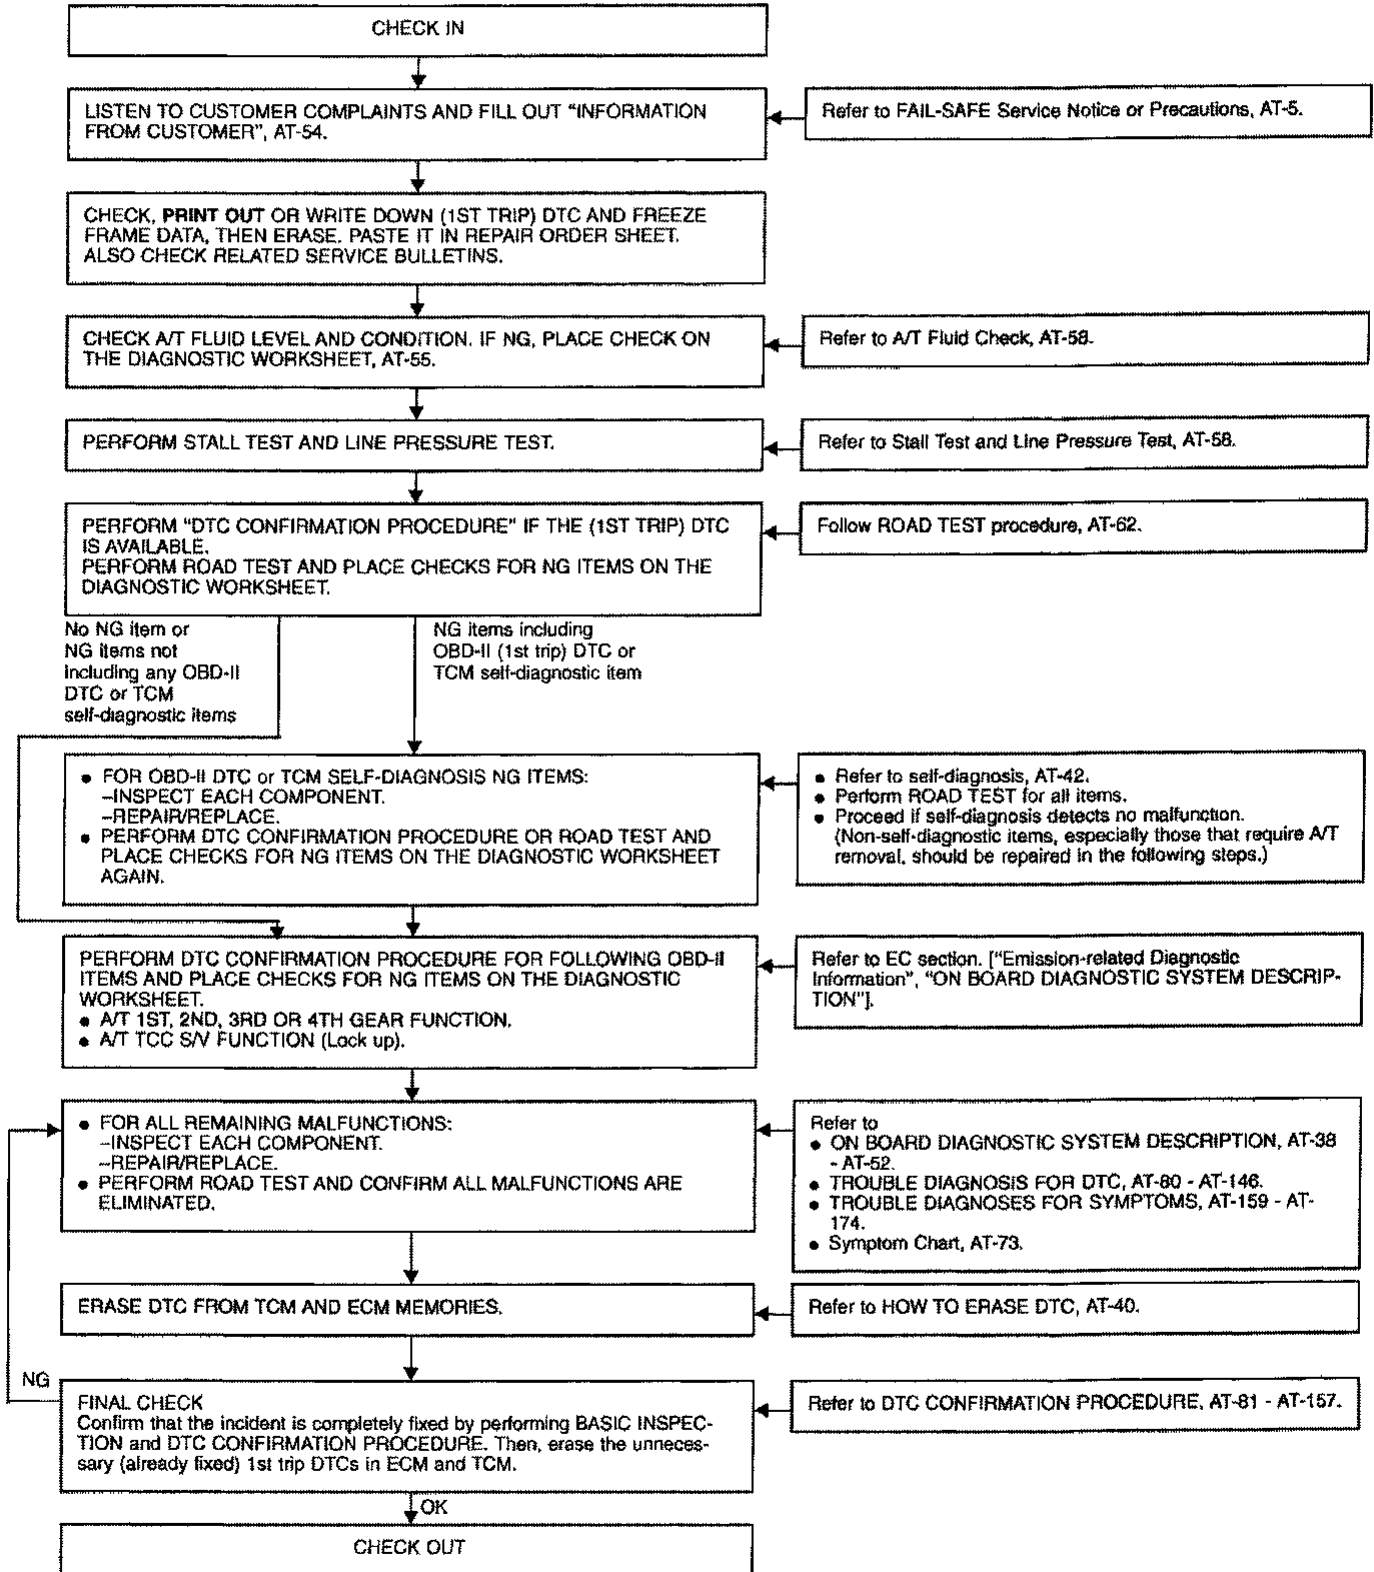 CHECK IN
LISTEN TO CUSTOMER COMPLAINTS AND FILL OUT "INFORMATION
FROM CUSTOMER", AT-54.
Refer to FAIL-SAFE Service Notice or Precautions, AT-5.
CHECK, PRINT OUT OR WRITE DOWN (1ST TRIP) DTC AND FREEZE
FRAME DATA, THEN ERASE. PASTE IT IN REPAIR ORDER SHEET.
ALSO CHECK RELATED SERVICE BULLETINS.
CHECK A/T FLUID LEVEL AND CONDITION. IF NG, PLACE CHECK ON
THE DIAGNOSTIC WORKSHEET, AT-55.
Refer to A/T Fluid Check, AT-58.
PERFORM STALL TEST AND LINE PRESSURE TEST.
Refer to Stall Test and Line Pressure Test, AT-58.
PERFORM "DTC CONFIRMATION PROCEDURE" IF THE (1ST TRIP) DTC
IS AVAILABLE.
PERFORM ROAD TEST AND PLACE CHECKS FOR NG ITEMS ON THE
DIAGNOSTIC WORKSHEET.
Follow ROAD TEST procedure, AT-62.
No NG item or
NG items not
including any OBD-II
DTC or TCM
self-diagnostic items
NG items including
OBD-II (1st trip) DTC or
TCM self-diagnostic item
● FOR OBD-II DTC or TCM SELF-DIAGNOSIS NG ITEMS:
–INSPECT EACH COMPONENT.
–REPAIR/REPLACE.
● PERFORM DTC CONFIRMATION PROCEDURE OR ROAD TEST AND
PLACE CHECKS FOR NG ITEMS ON THE DIAGNOSTIC WORKSHEET
AGAIN.
● Refer to self-diagnosis, AT-42.
● Perform ROAD TEST for all items.
● Proceed if self-diagnosis detects no malfunction.
(Non-self-diagnostic items, especially those that require A/T
removal, should be repaired in the following steps.)
PERFORM DTC CONFIRMATION PROCEDURE FOR FOLLOWING OBD-II
ITEMS AND PLACE CHECKS FOR NG ITEMS ON THE DIAGNOSTIC
WORKSHEET.
● A/T 1ST, 2ND, 3RD OR 4TH GEAR FUNCTION.
● A/T TCC S/V FUNCTION (Lock up).
Refer to EC section. ["Emission-related Diagnostic
Information", "ON BOARD DIAGNOSTIC SYSTEM DESCRIP-
TION"].
● FOR ALL REMAINING MALFUNCTIONS:
–INSPECT EACH COMPONENT.
–REPAIR/REPLACE.
● PERFORM ROAD TEST AND CONFIRM ALL MALFUNCTIONS ARE
ELIMINATED.
Refer to
● ON BOARD DIAGNOSTIC SYSTEM DESCRIPTION, AT-38
- AT-52.
● TROUBLE DIAGNOSIS FOR DTC, AT-80 - AT-146.
● TROUBLE DIAGNOSES FOR SYMPTOMS, AT-159 - AT-
174.
● Symptom Chart, AT-73.
ERASE DTC FROM TCM AND ECM MEMORIES.
Refer to HOW TO ERASE DTC, AT-40.
NG
FINAL CHECK
Confirm that the incident is completely fixed by performing BASIC INSPEC-
TION and DTC CONFIRMATION PROCEDURE. Then, erase the unneces-
sary (already fixed) 1st trip DTCs in ECM and TCM.
Refer to DTC CONFIRMATION PROCEDURE, AT-81 - AT-157.
OK
CHECK OUT